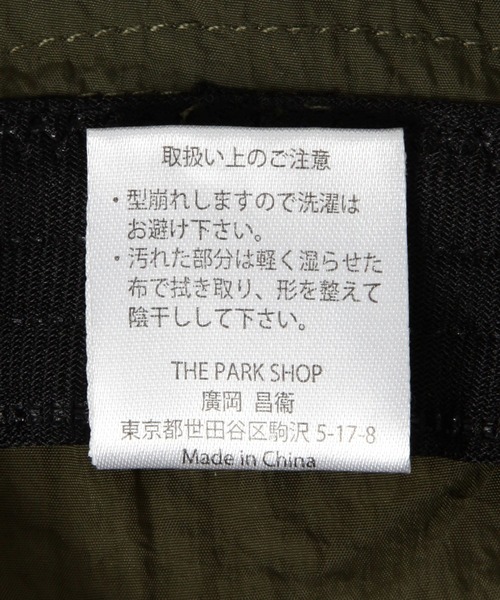 取扱い上のご注意
・型崩れしますので洗濯は
お避け下さい。
・汚れた部分は軽く湿らせた
布で拭き取り、形を整えて
陰干しして下さい。
THE PARK SHOP
廣岡 昌衛
東京都世田谷区駒沢 5-17-8
Made in China